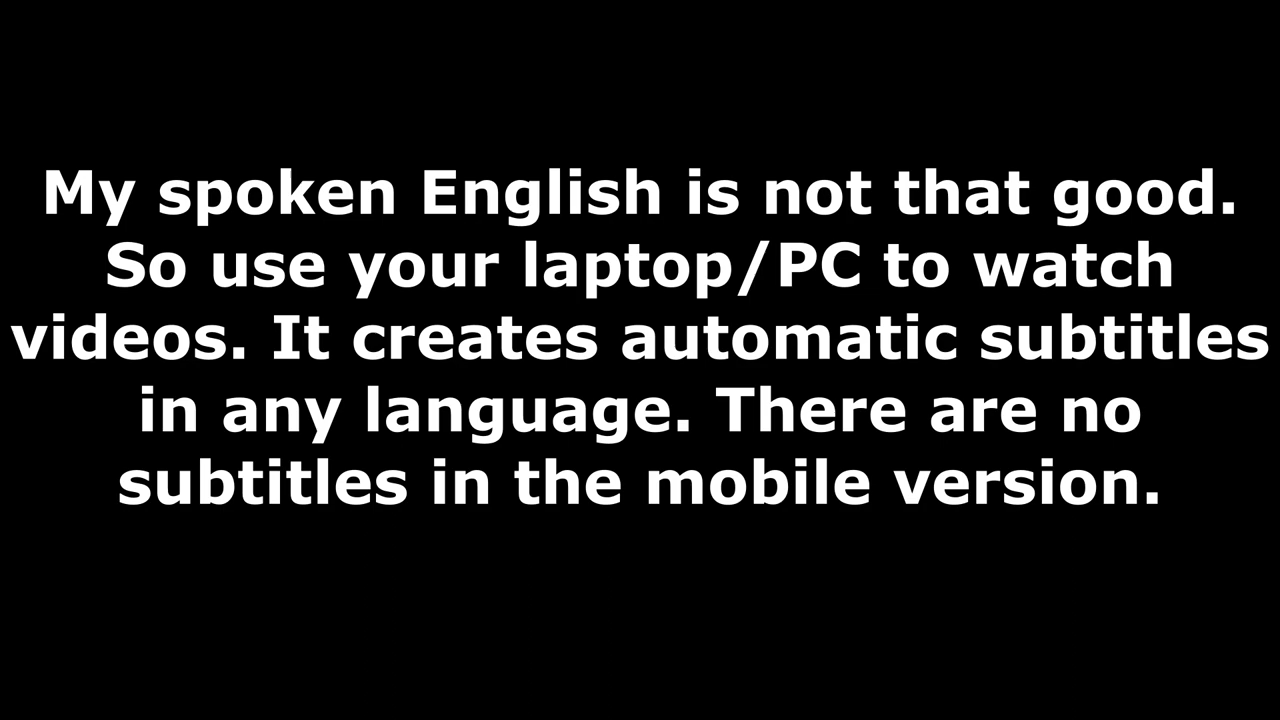 My spoken English is not that good.
So use your laptop/PC to watch
videos. It creates automatic subtitles
in any language. There are no
subtitles in the mobile version.